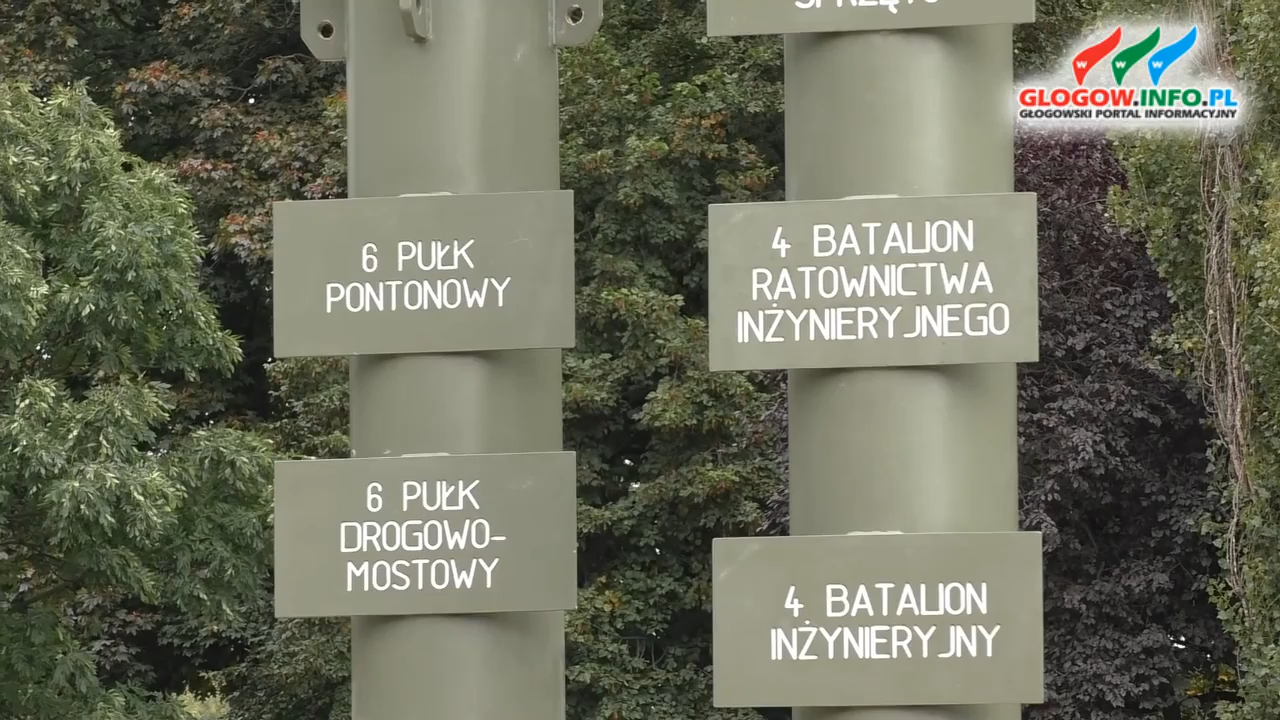 SPRZĘTU
GLOGOW.INFO.PL
GŁOGOWSKI PORTAL INFORMACYJNY
6 PUŁK
PONTONOWY
4 BATALION
RATOWNICTWA
INŻYNIERYJNEGO
6 PUŁK
DROGOWO-
MOSTOWY
4 BATALION
INŻYNIERYJNY